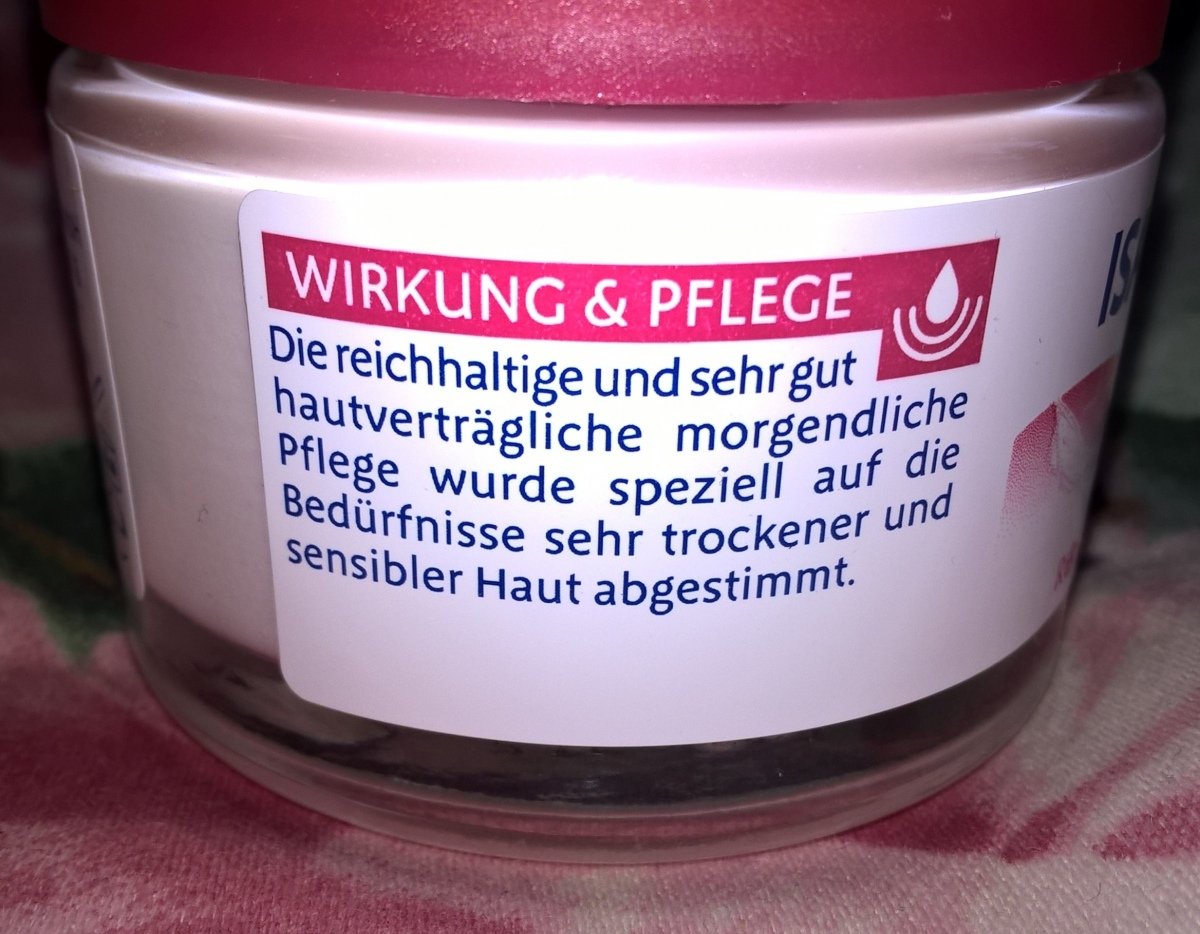 WIRKUNG & PFLEGE
Die reichhaltige und sehr gut
hautverträgliche morgendliche
Pflege wurde speziell auf die
Bedürfnisse sehr trockener und
sensibler Haut abgestimmt.